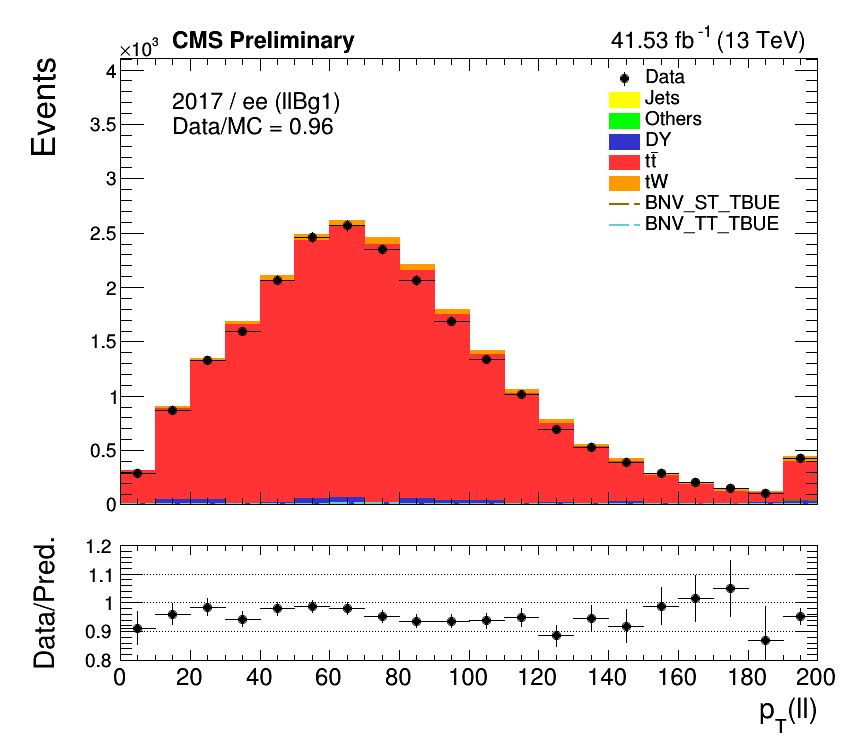 ×10³ CMS Preliminary 41.53 fb⁻¹ (13 TeV)
Events
4
3.5
3
2.5
2
1.5
1
0.5
0
2017 / ee (llBg1)
Data/MC = 0.96
Data
Jets
Others
DY
tt̄
tW
BNV_ST_TBUE
BNV_TT_TBUE
Data/Pred.
1.2
1.1
1
0.9
0.8
0 20 40 60 80 100 120 140 160 180 200
p_T(ll)